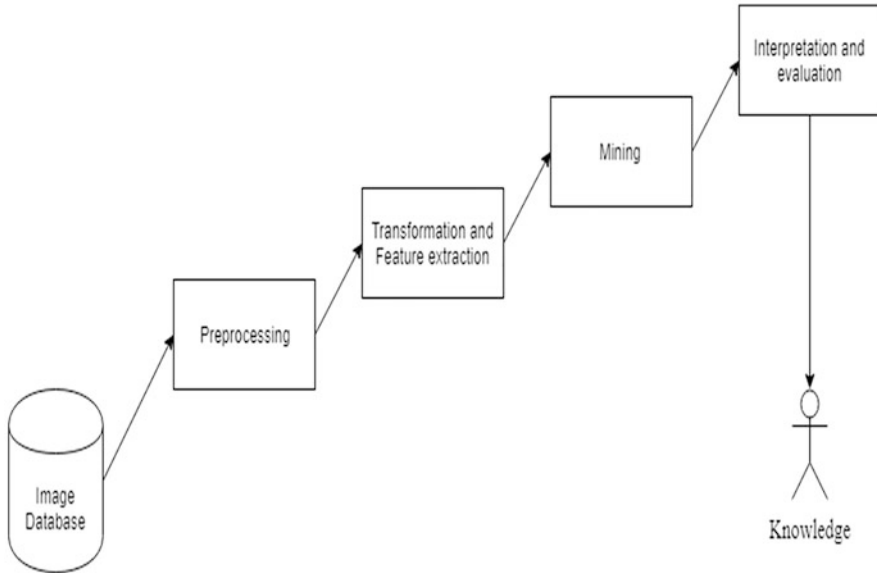 Image
Database
Preprocessing
Transformation and
Feature extraction
Mining
Interpretation and
evaluation
Knowledge